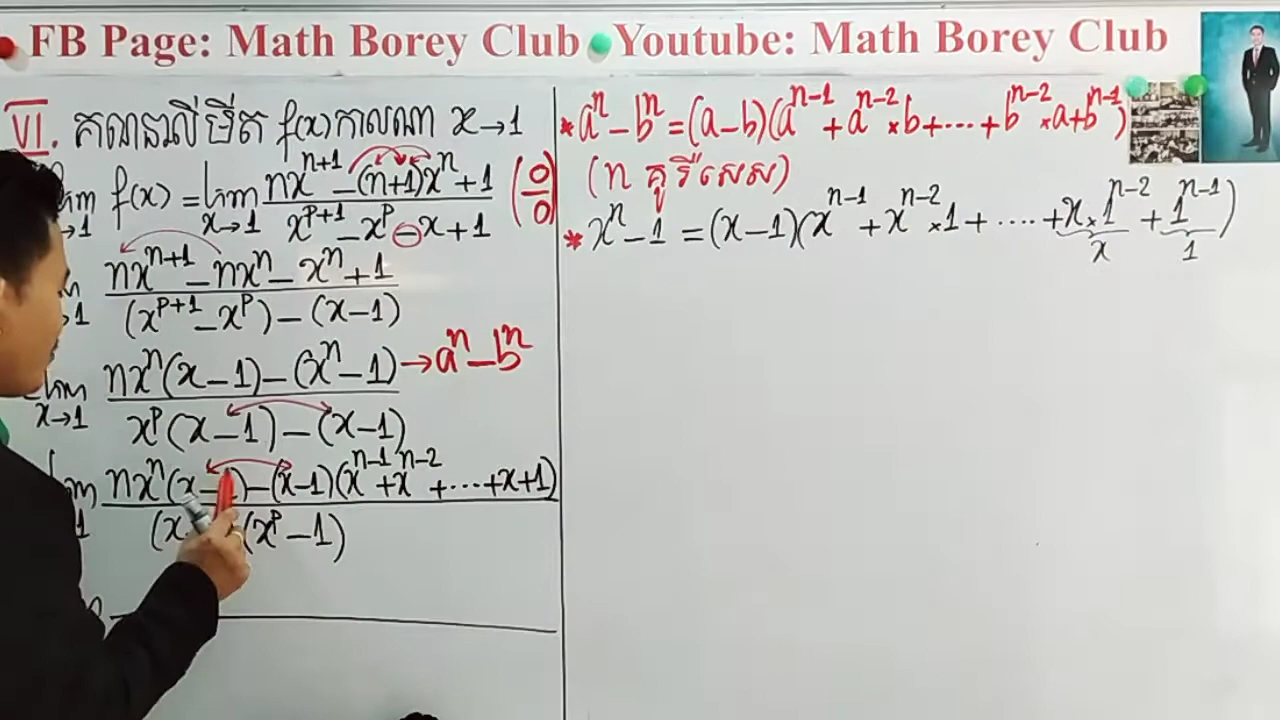 FB Page: Math Borey Club Youtube: Math Borey Club
VI. គណនាលីមីត f(x) កាលណា x→1
lim f(x) = lim x→1 (nx^{n+1} - (n+1)x^n + 1)/(x^{p+1} - x^p - x + 1) (0/0)
→1 (nx^{n+1} - nx^n - x^n + 1)/((x^{p+1} - x^p) - (x-1))
lim x→1 (nx^n(x-1) - (x^n-1))/(x^p(x-1) - (x-1)) → a^n - b^n
nx^n(x-1) - (x-1)(x^{n-1} + x^{n-2} + ... + x + 1)
(x (x^p - 1)
* a^n - b^n = (a-b)(a^{n-1} + a^{n-2} × b + ... + b^{n-2} × a + b^{n-1})
(n គូ រឺ សេស)
* x^n - 1 = (x-1)(x^{n-1} + x^{n-2} × 1 + .... + x × 1^{n-2} + 1^{n-1})
x 1